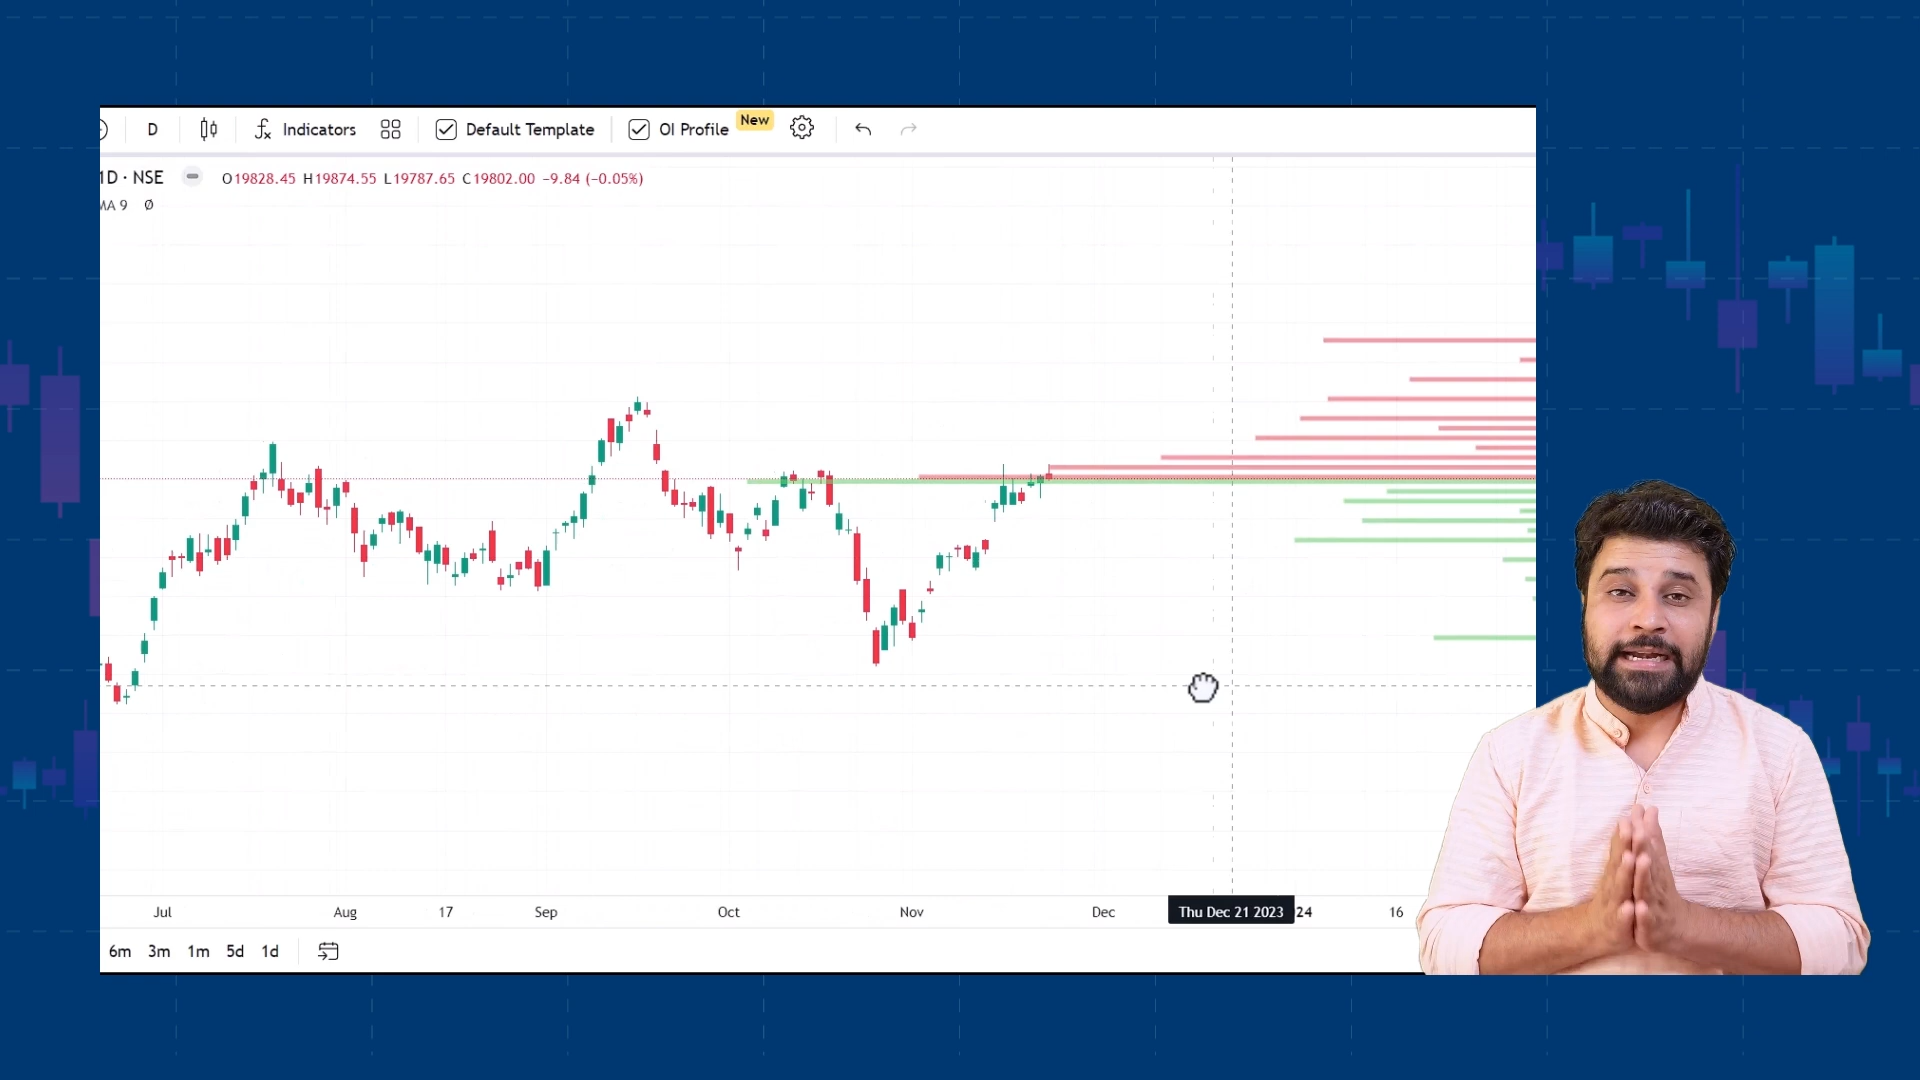 D Indicators Default Template OI Profile New
1D · NSE O19828.45 H19874.55 L19787.65 C19802.00 −9.84 (−0.05%)
MA 9 Ø
Jul Aug 17 Sep Oct Nov Dec Thu Dec 21 2023 24 16
6m 3m 1m 5d 1d